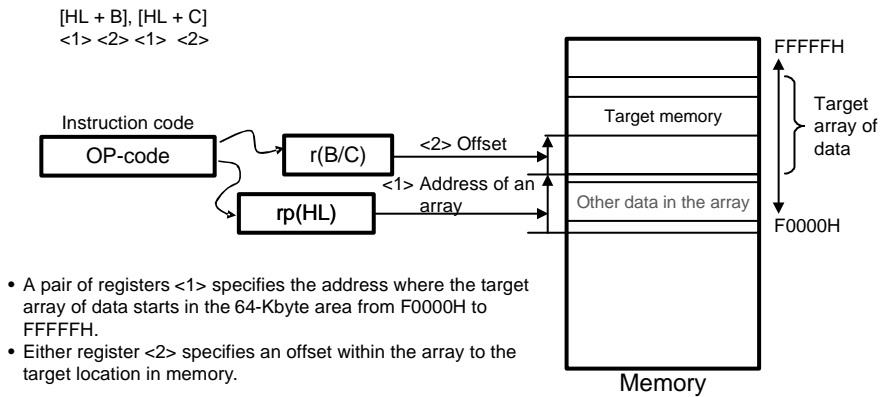 [HL + B], [HL + C]
<1> <2> <1> <2>
FFFFFH
Target memory
Target
array of
data
Instruction code
OP-code
r(B/C)
<2> Offset
<1> Address of an
array
rp(HL)
Other data in the array
F0000H
• A pair of registers <1> specifies the address where the target
array of data starts in the 64-Kbyte area from F0000H to
FFFFFH.
• Either register <2> specifies an offset within the array to the
target location in memory.
Memory